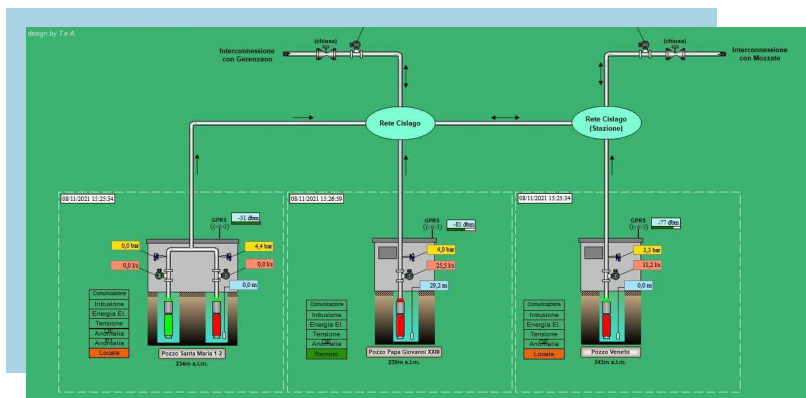 design by T.e.A.
(chiusa)
Interconnessione
con Gerenzano
(chiusa)
Interconnessione
con Mozzate
Rete Cislago
Rete Cislago
(Stazione)
08/11/2021 15:25:34
GPRS
-51 dbm
0,0 bar
4,4 bar
0,0 l/s
0,0 l/s
0,0 m
Comunicazione
Intrusione
Energia El.
Tensione
Anomalia
Anomalia
Locale
Pozzo Santa Maria 1-2
236m s.l.m.
08/11/2021 15:26:59
GPRS
-81 dbm
4,9 bar
25,5 l/s
29,2 m
Comunicazione
Intrusione
Energia El.
Tensione
Anomalia
Remoto
Pozzo Papa Giovanni XXIII
239m s.l.m.
08/11/2021 15:25:34
GPRS
-77 dbm
3,3 bar
11,2 l/s
0,0 m
Comunicazione
Intrusione
Energia El.
Tensione
Anomalia
Locale
Pozzo Veneto
243m s.l.m.